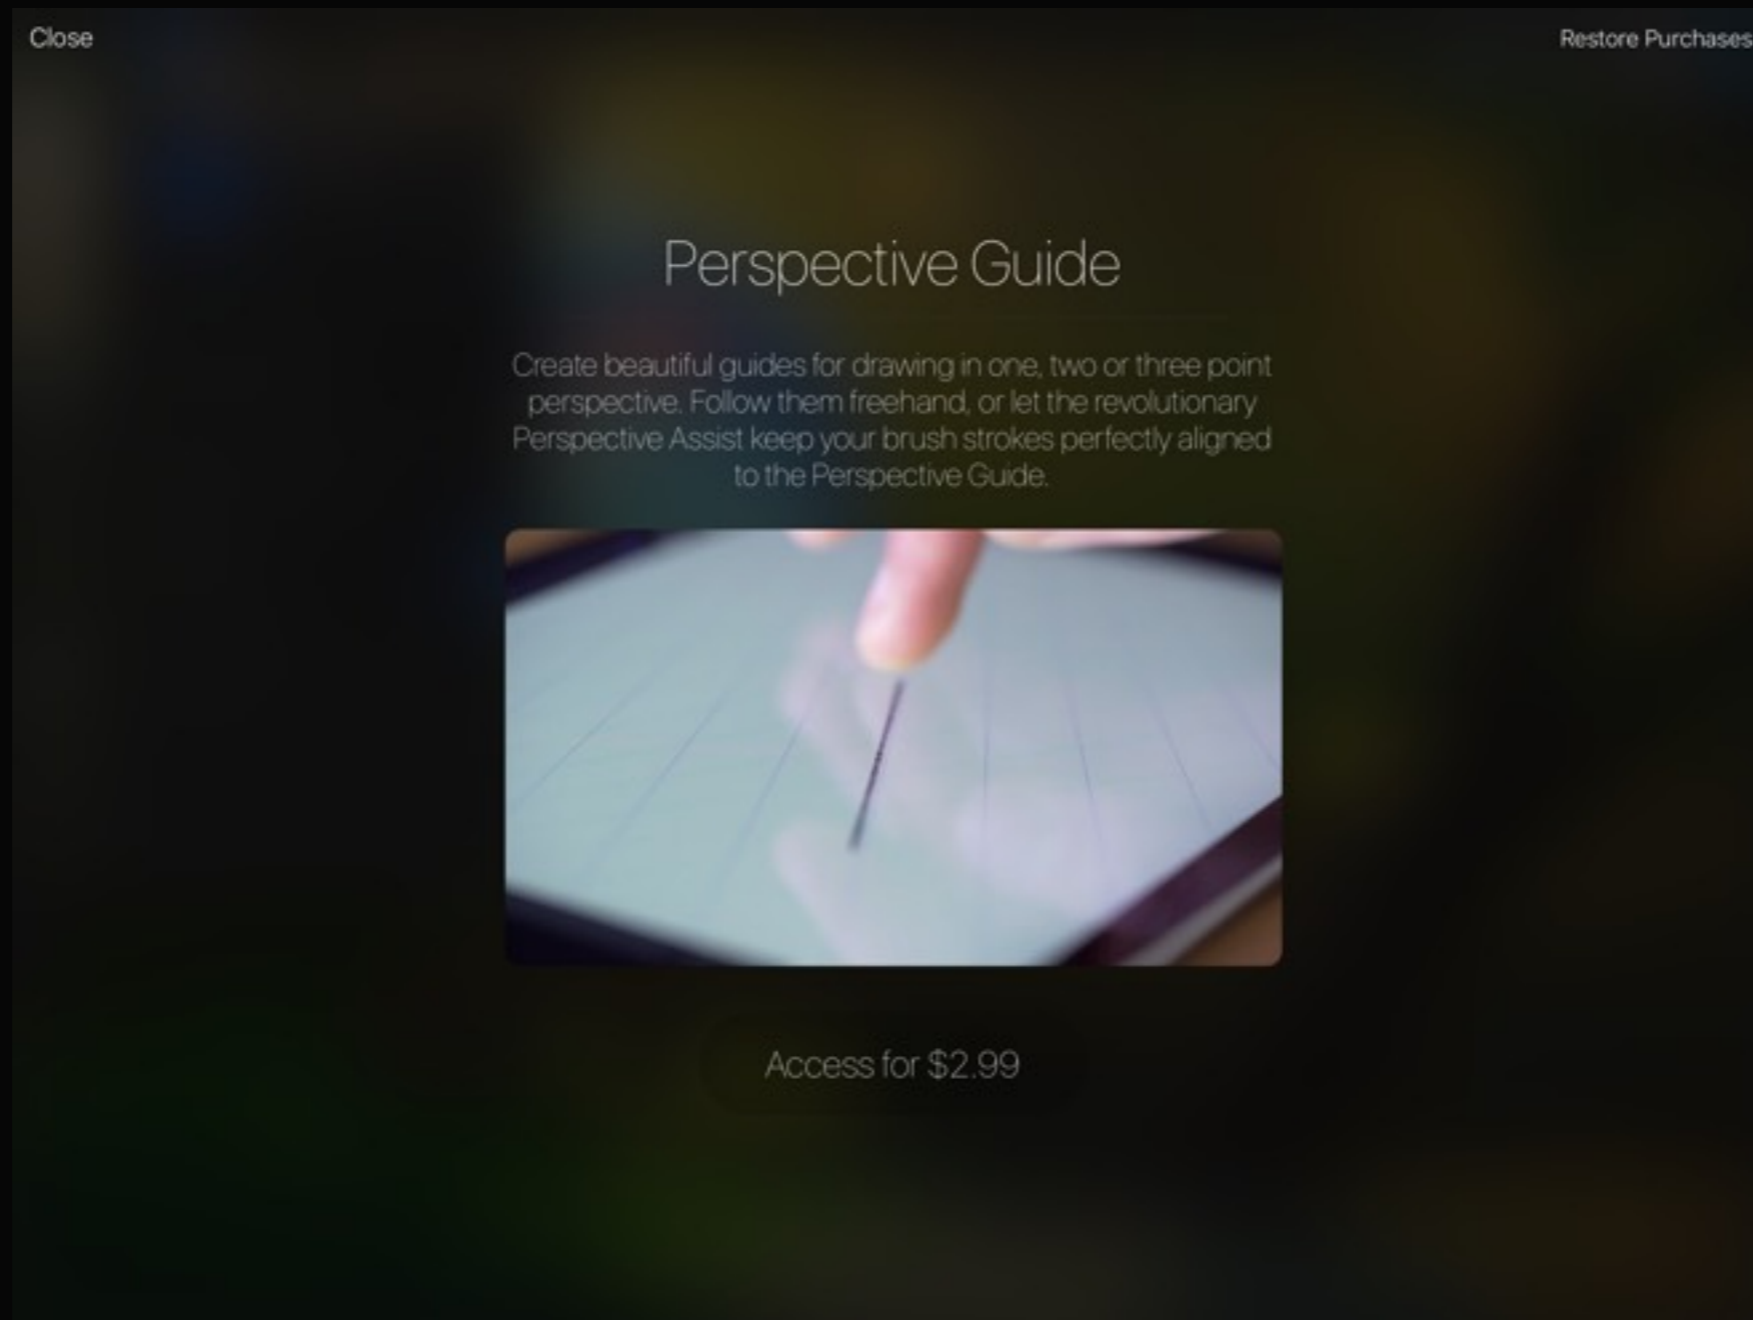 Close
Restore Purchases
Perspective Guide
Create beautiful guides for drawing in one, two or three point
perspective. Follow them freehand, or let the revolutionary
Perspective Assist keep your brush strokes perfectly aligned
to the Perspective Guide.
Access for $2.99